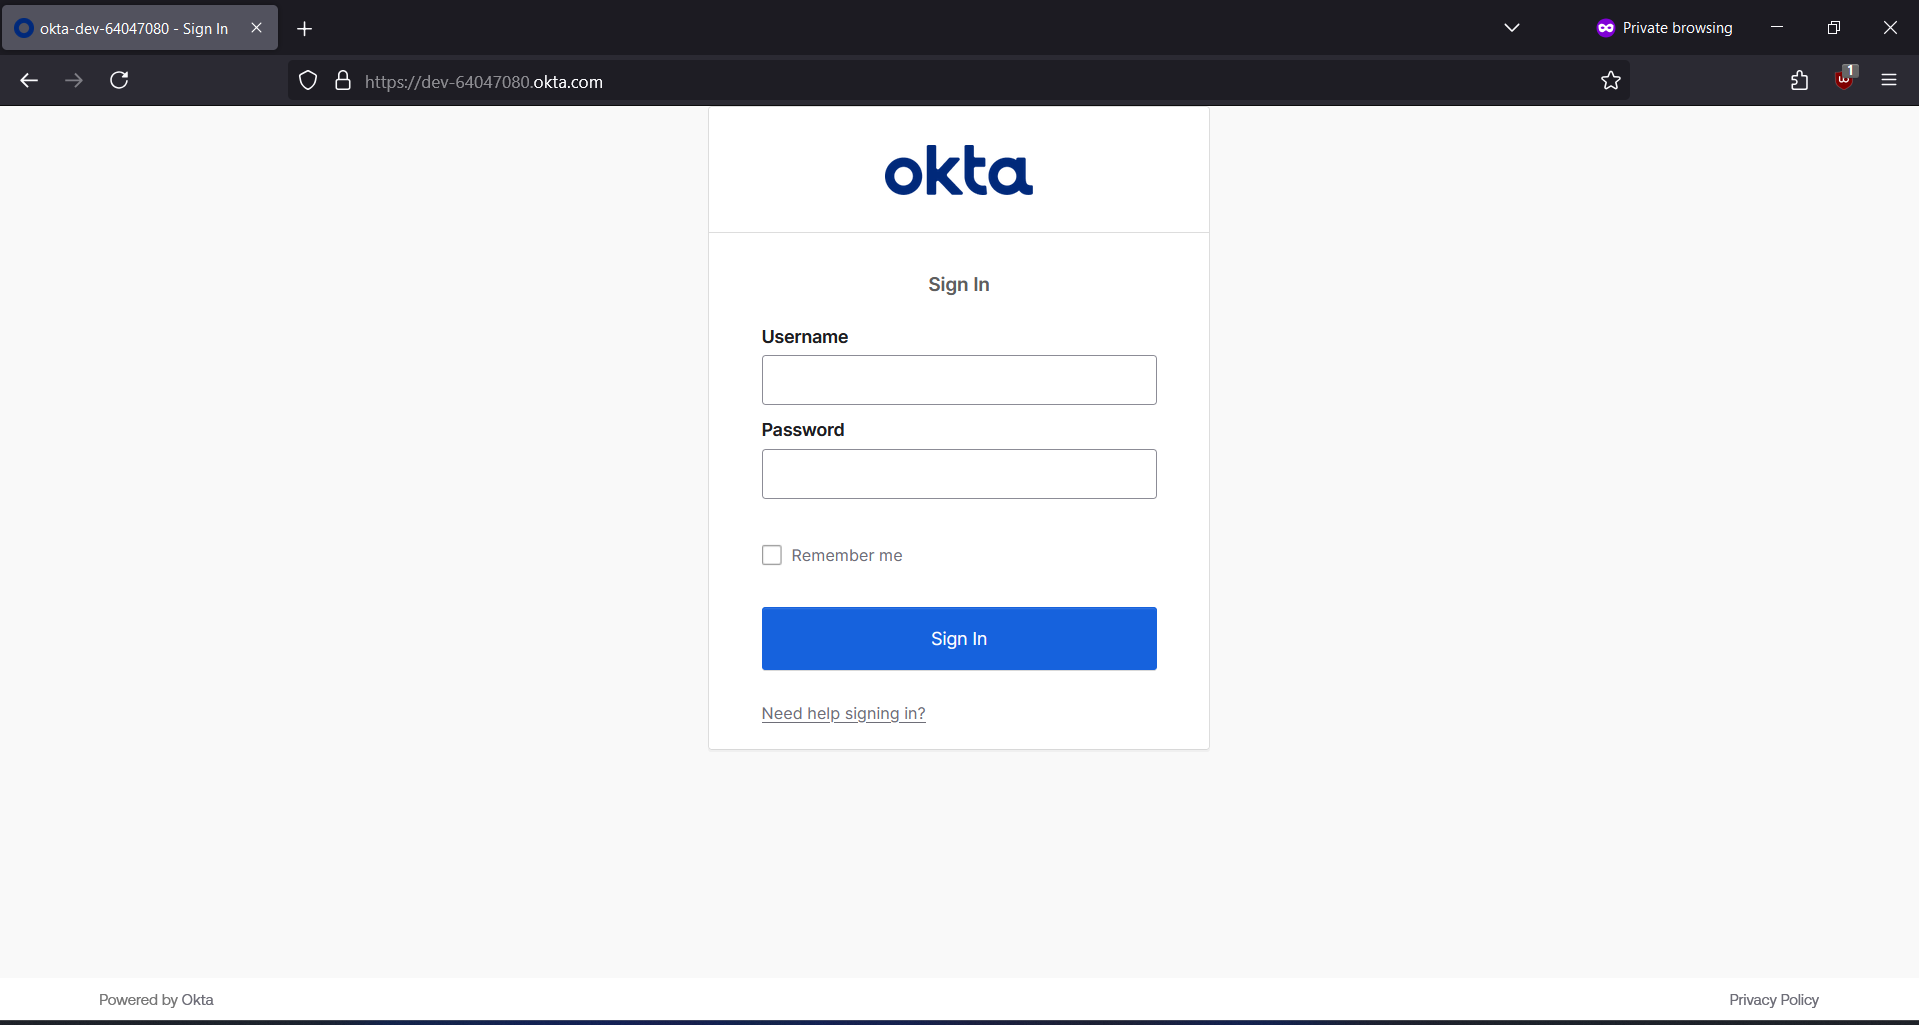 okta-dev-64047080 - Sign In
Private browsing
https://dev-64047080.okta.com
1
okta
Sign In
Username
Password
Remember me
Sign In
Need help signing in?
Powered by Okta
Privacy Policy